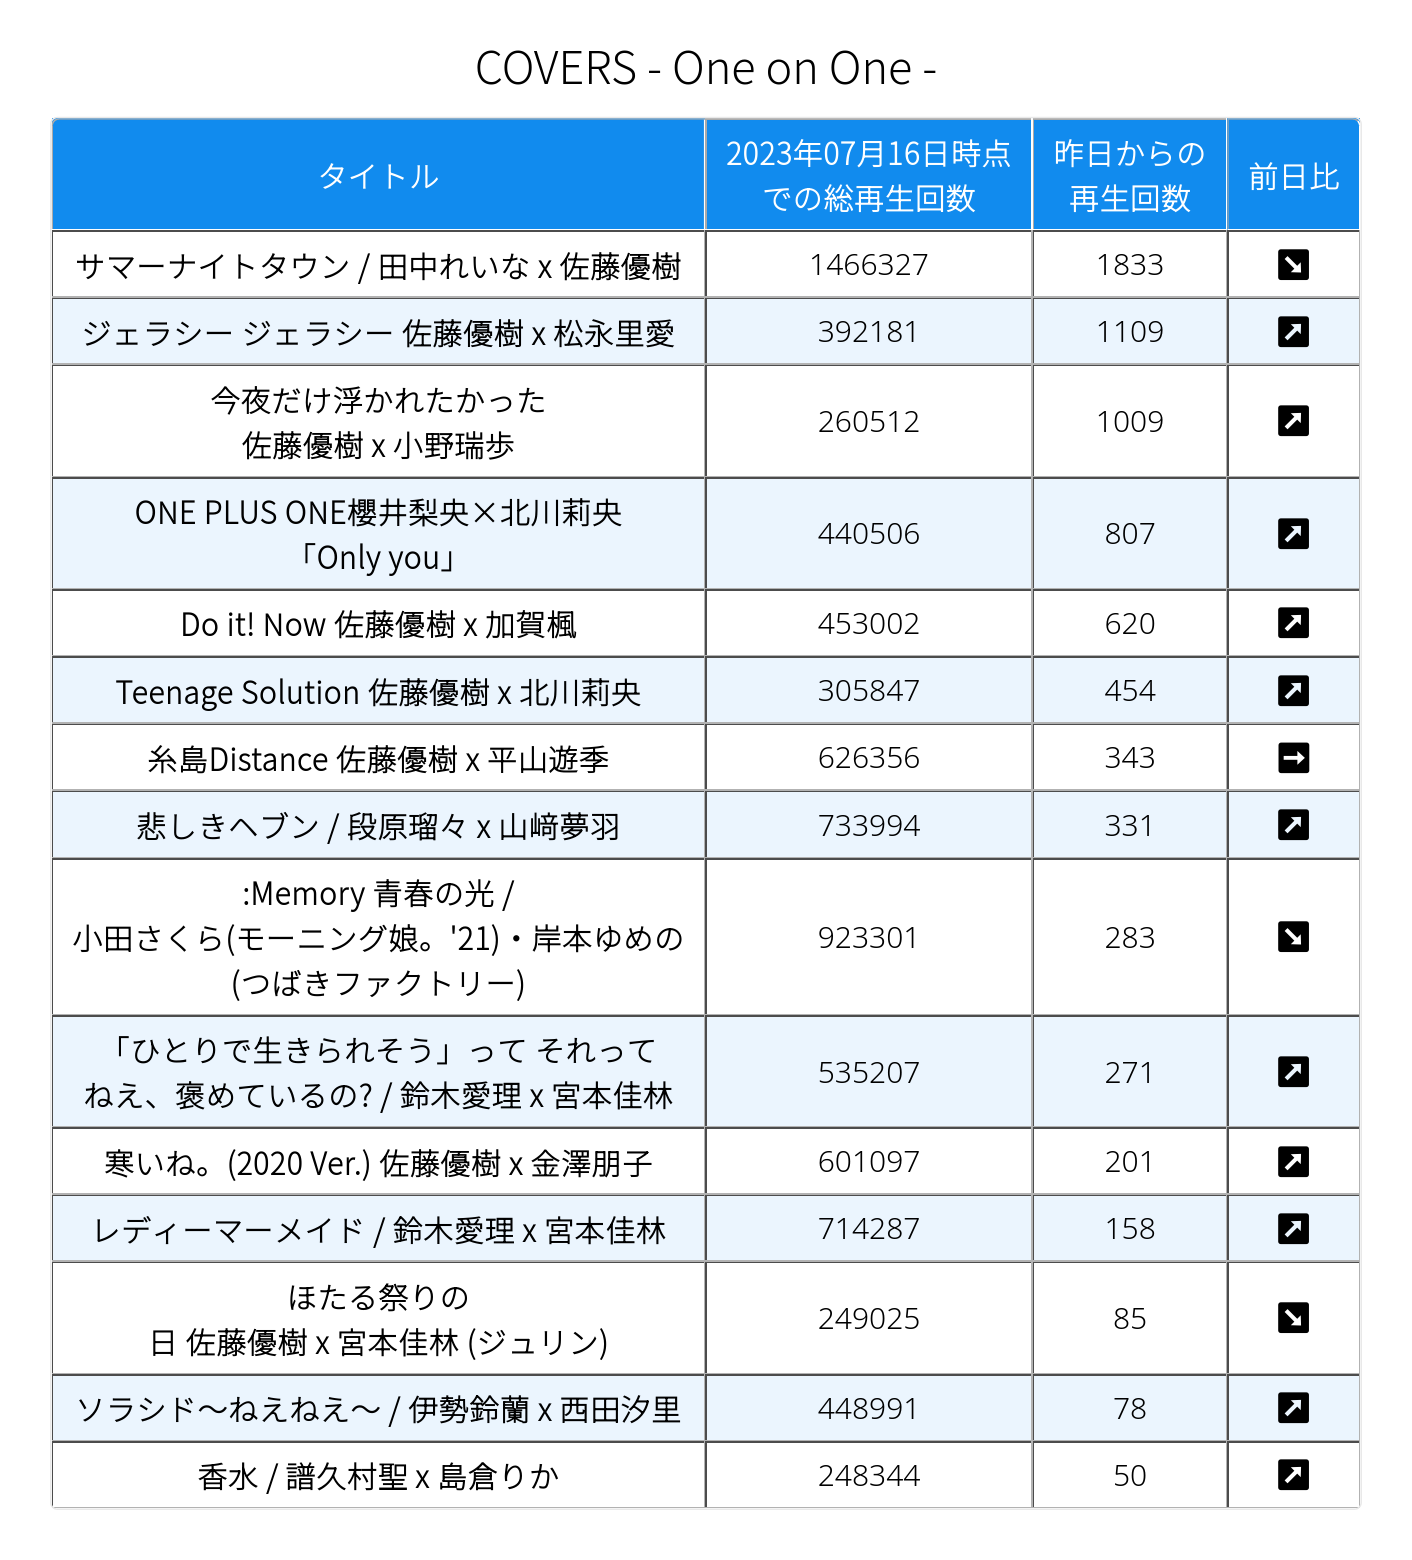 COVERS - One on One -
タイトル
2023年07月16日時点
での総再生回数
昨日からの
再生回数
前日比
サマーナイトタウン / 田中れいな x 佐藤優樹
1466327
1833
ジェラシー ジェラシー 佐藤優樹 x 松永里愛
392181
1109
今夜だけ浮かれたかった
佐藤優樹 x 小野瑞歩
260512
1009
ONE PLUS ONE櫻井梨央×北川莉央
「Only you」
440506
807
Do it! Now 佐藤優樹 x 加賀楓
453002
620
Teenage Solution 佐藤優樹 x 北川莉央
305847
454
糸島Distance 佐藤優樹 x 平山遊季
626356
343
悲しきヘブン / 段原瑠々 x 山﨑夢羽
733994
331
:Memory 青春の光 /
小田さくら(モーニング娘。'21)・岸本ゆめの
(つばきファクトリー)
923301
283
「ひとりで生きられそう」って それって
ねえ、褒めているの? / 鈴木愛理 x 宮本佳林
535207
271
寒いね。(2020 Ver.) 佐藤優樹 x 金澤朋子
601097
201
レディーマーメイド / 鈴木愛理 x 宮本佳林
714287
158
ほたる祭りの
日 佐藤優樹 x 宮本佳林 (ジュリン)
249025
85
ソラシド〜ねえねえ〜 / 伊勢鈴蘭 x 西田汐里
448991
78
香水 / 譜久村聖 x 島倉りか
248344
50